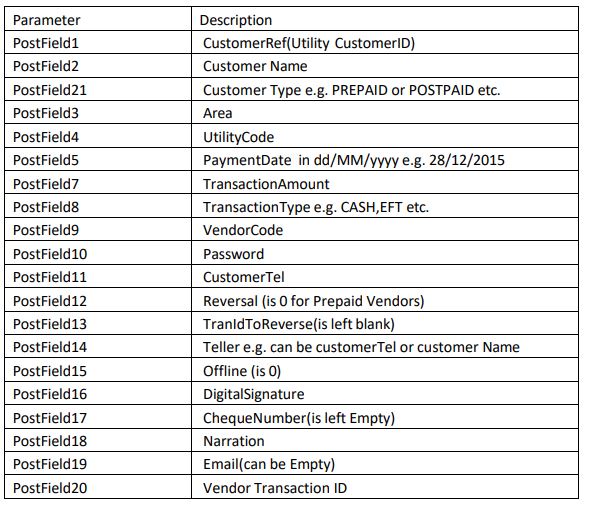 Parameter Description
PostField1 CustomerRef(Utility CustomerID)
PostField2 Customer Name
PostField21 Customer Type e.g. PREPAID or POSTPAID etc.
PostField3 Area
PostField4 UtilityCode
PostField5 PaymentDate in dd/MM/yyyy e.g. 28/12/2015
PostField7 TransactionAmount
PostField8 TransactionType e.g. CASH,EFT etc.
PostField9 VendorCode
PostField10 Password
PostField11 CustomerTel
PostField12 Reversal (is 0 for Prepaid Vendors)
PostField13 TranIdToReverse(is left blank)
PostField14 Teller e.g. can be customerTel or customer Name
PostField15 Offline (is 0)
PostField16 DigitalSignature
PostField17 ChequeNumber(is left Empty)
PostField18 Narration
PostField19 Email(can be Empty)
PostField20 Vendor Transaction ID